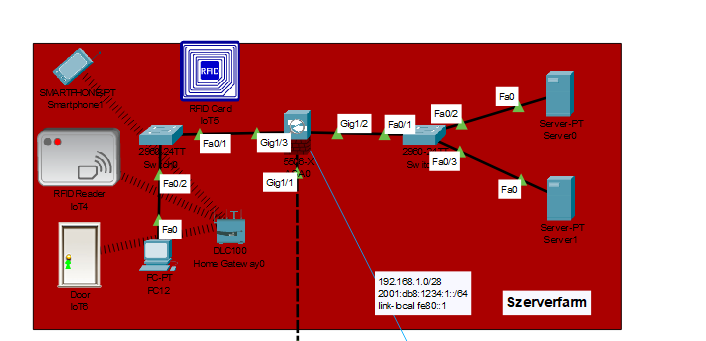 SMARTPHONE-PT
Smartphone1
RFID
RFID Card
IoT5
RFID Reader
IoT4
Door
IoT6
2960-24TT
Fa0/1
Fa0/2
Fa0
PC-PT
PC12
DLC100
Home Gateway0
Gig1/3
Gig1/2
Gig1/1
Fa0/1
Fa0/2
Fa0/3
Fa0
Server-PT
Server0
Fa0
Server-PT
Server1
192.168.1.0/28
2001:db8:1234:1::/64
link-local fe80::1
Szerverfarm